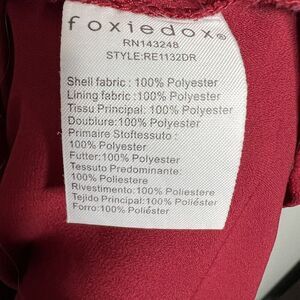 foxiedox®
RN143248
STYLE:RE1132DR
Shell fabric : 100% Polyester
Lining fabric : 100% Polyester
Tissu Principal: 100% Polyester
Doublure:100% Polyester
Primaire Stoftessuto :
100% Polyester
Futter: 100% Polyester
Tessuto Predominante:
100% Polyestere
Rivestimento: 100% Poliestere
Tejido Principal:100% Poliéster
Forro: 100% Poliéster